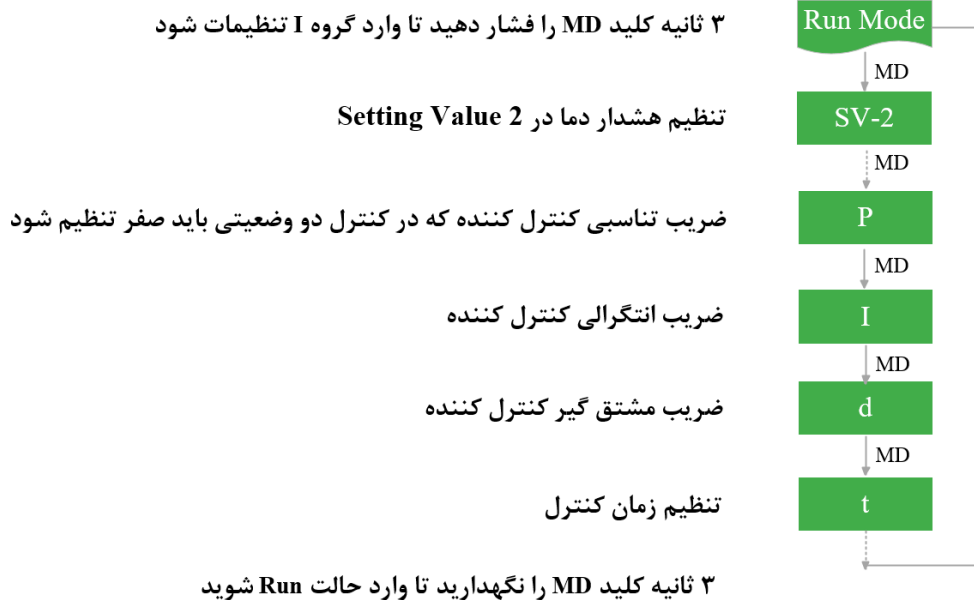 ۳ ثانیه کلید MD را فشار دهید تا وارد گروه I تنظیمات شود
Run Mode
MD
تنظیم هشدار دما در Setting Value 2
SV-2
MD
ضریب تناسبی کنترل کننده که در کنترل دو وضعیتی باید صفر تنظیم شود
P
MD
ضریب انتگرالی کنترل کننده
I
MD
ضریب مشتق گیر کنترل کننده
d
MD
تنظیم زمان کنترل
t
۳ ثانیه کلید MD را نگهدارید تا وارد حالت Run شوید